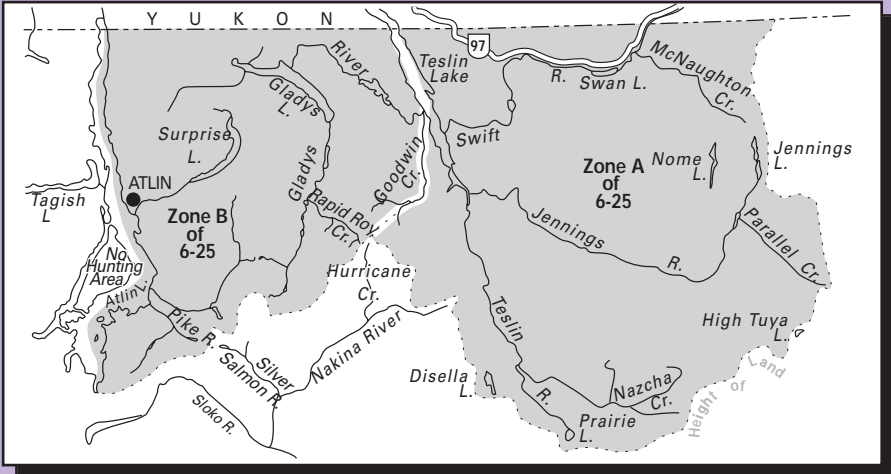 YUKON
97
River
Teslin
Lake
McNaughton
Cr.
R.
Swan L.
Gladys
L.
Surprise
L.
Swift
Gladys
Goodwin
Cr.
Zone A
of
6-25
Nome
L.
Jennings
L.
ATLIN
Tagish
L
Zone B
of
6-25
Rapid Roy
Cr.
Jennings
R.
Parallel Cr.
No
Hunting
Area
Atlin L.
Hurricane
Cr.
Pike R.
Teslin
R.
High Tuya
L.
Silver
Salmon R.
Nakina River
Disella
L.
Nazcha
Cr.
Height of Land
Sloko R.
Prairie
L.